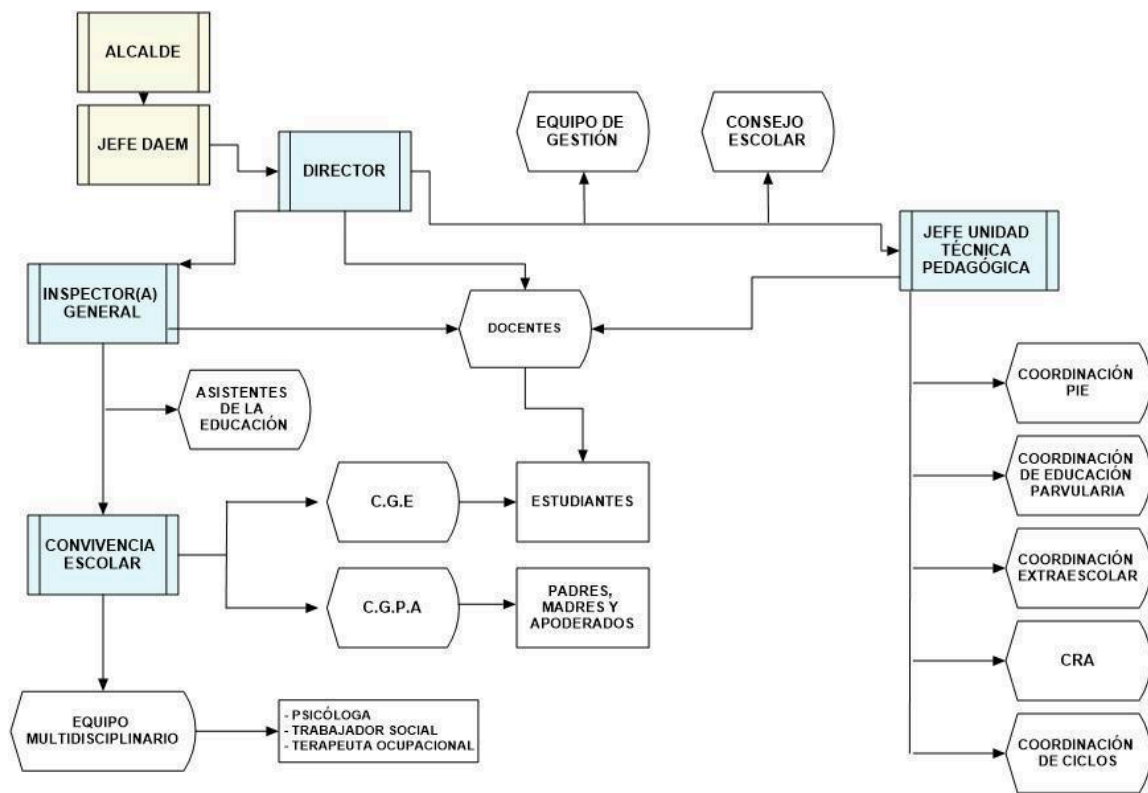 ALCALDE
JEFE DAEM
EQUIPO DE
GESTIÓN
CONSEJO
ESCOLAR
DIRECTOR
JEFE UNIDAD
TÉCNICA
PEDAGÓGICA
INSPECTOR(A)
GENERAL
DOCENTES
ASISTENTES
DE LA
EDUCACIÓN
COORDINACIÓN
PIE
COORDINACIÓN
DE EDUCACIÓN
PARVULARIA
C.G.E
ESTUDIANTES
CONVIVENCIA
ESCOLAR
COORDINACIÓN
EXTRAESCOLAR
C.G.P.A
PADRES,
MADRES Y
APODERADOS
CRA
EQUIPO
MULTIDISCIPLINARIO
- PSICÓLOGA
- TRABAJADOR SOCIAL
- TERAPEUTA OCUPACIONAL
COORDINACIÓN
DE CICLOS